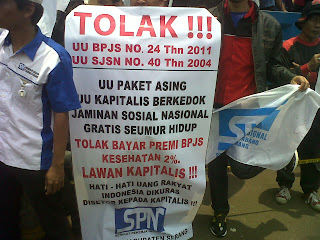 TOLAK !!!
UU BPJS NO. 24 Thn 2011
UU SJSN NO. 40 Thn 2004
UU PAKET ASING
UU KAPITALIS BERKEDOK
JAMINAN SOSIAL NASIONAL
GRATIS SEUMUR HIDUP
TOLAK BAYAR PREMI BPJS
KESEHATAN 2%.
LAWAN KAPITALIS !!!
HATI - HATI UANG RAKYAT
INDONESIA DIKURAS
DISETOR KEPADA KAPITALIS !!!
SPN
SERANG